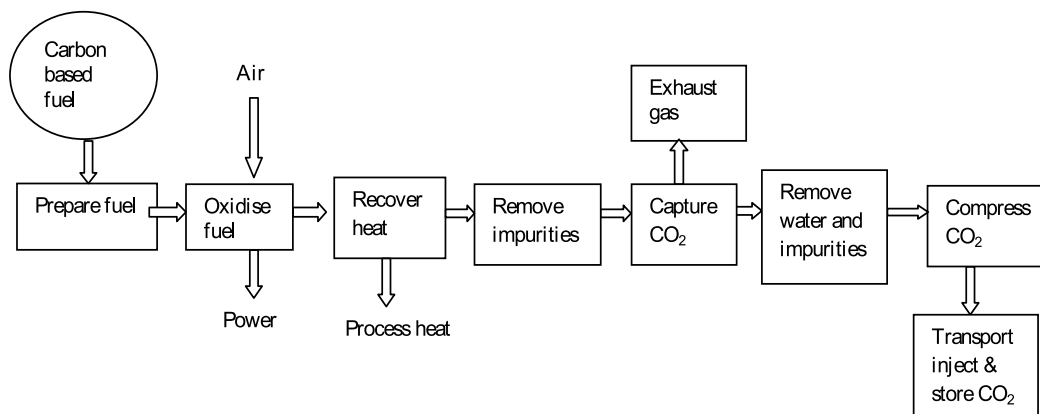 Carbon
based
fuel
Air
Exhaust
gas
Prepare fuel
Oxidise
fuel
Recover
heat
Remove
impurities
Capture
CO₂
Remove
water and
impurities
Compress
CO₂
Power
Process heat
Transport
inject &
store CO₂